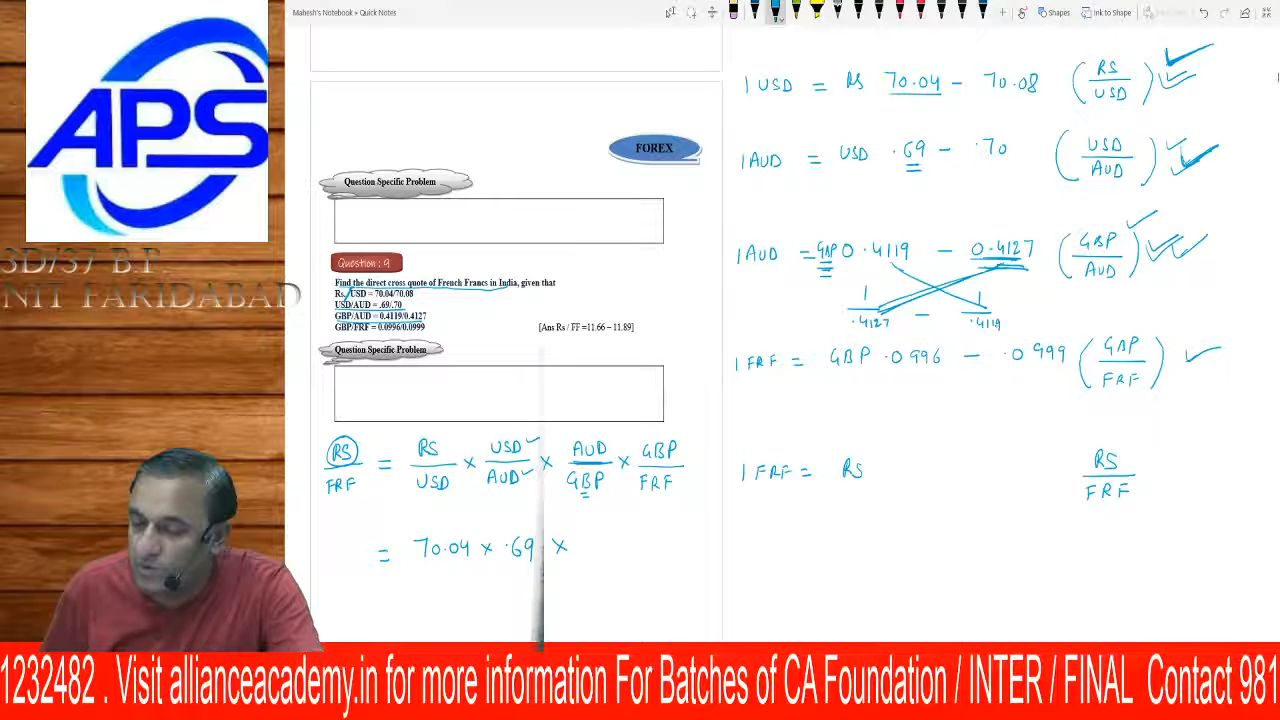 Mahesh's Notebook » Quick Notes
Shapes
Ink to Shape
APS
3D/37 B.P.
NIT FARIDABAD
FOREX
Question Specific Problem
Question : 9
Find the direct cross quote of French Francs in India, given that
Rs. /USD = 70.04/70.08
USD/AUD = .69/.70
GBP/AUD = 0.4119/0.4127
GBP/FRF = 0.0996/0.0999 [Ans Rs / FF =11.66 – 11.89]
Question Specific Problem
RS/FRF = RS/USD × USD/AUD × AUD/GBP × GBP/FRF
= 70.04 × .69 ×
1 USD = RS 70.04 – 70.08 (RS/USD)
1 AUD = USD .69 – .70 (USD/AUD)
1 AUD = GBP 0.4119 – 0.4127 (GBP/AUD)
1/.4127 – 1/.4119
1 FRF = GBP .0996 – .0999 (GBP/FRF)
1 FRF = RS RS/FRF
1232482 . Visit allianceacademy.in for more information For Batches of CA Foundation / INTER / FINAL Contact 981